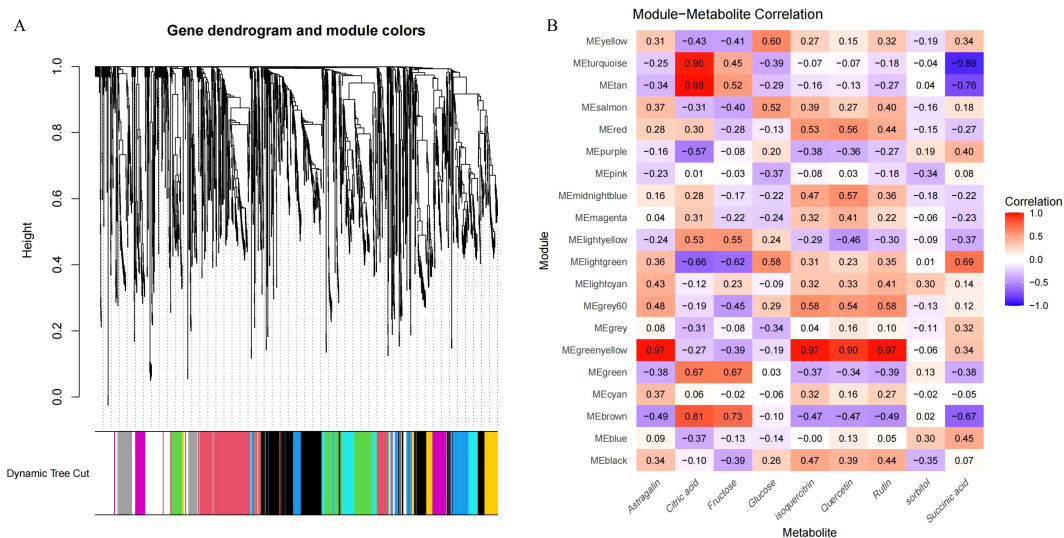 A
Gene dendrogram and module colors
Height
1.0
0.8
0.6
0.4
0.2
0.0
Dynamic Tree Cut
B
Module−Metabolite Correlation
Module
MEyellow 0.31 −0.43 −0.41 0.60 0.27 0.15 0.32 −0.19 0.34
MEturquoise −0.25 0.96 0.45 −0.39 −0.07 −0.07 −0.18 −0.04 −0.89
MEtan −0.34 0.98 0.52 −0.29 −0.16 −0.13 −0.27 0.04 −0.76
MEsalmon 0.37 −0.31 −0.40 0.52 0.39 0.27 0.40 −0.16 0.18
MEred 0.28 0.30 −0.28 −0.13 0.53 0.56 0.44 −0.15 −0.27
MEpurple −0.16 −0.57 −0.08 0.20 −0.38 −0.36 −0.27 0.19 0.40
MEpink −0.23 0.01 −0.03 −0.37 −0.08 0.03 −0.18 −0.34 0.08
MEmidnightblue 0.16 0.28 −0.17 −0.22 0.47 0.57 0.36 −0.18 −0.22
MEmagenta 0.04 0.31 −0.22 −0.24 0.32 0.41 0.22 −0.06 −0.23
MElightyellow −0.24 0.53 0.55 0.24 −0.29 −0.46 −0.30 −0.09 −0.37
MElightgreen 0.36 −0.66 −0.62 0.58 0.31 0.23 0.35 0.01 0.69
MElightcyan 0.43 −0.12 0.23 −0.09 0.32 0.33 0.41 0.30 0.14
MEgrey60 0.48 −0.19 −0.45 0.29 0.58 0.54 0.58 −0.13 0.12
MEgrey 0.08 −0.31 −0.08 −0.34 0.04 0.16 0.10 −0.11 0.32
MEgreenyellow 0.97 −0.27 −0.39 −0.19 0.97 0.90 0.97 −0.06 0.34
MEgreen −0.38 0.67 0.67 0.03 −0.37 −0.34 −0.39 0.13 −0.38
MEcyan 0.37 0.06 −0.02 −0.06 0.32 0.16 0.27 −0.02 −0.05
MEbrown −0.49 0.81 0.73 −0.10 −0.47 −0.47 −0.49 0.02 −0.67
MEblue 0.09 −0.37 −0.13 −0.14 −0.00 0.13 0.05 0.30 0.45
MEblack 0.34 −0.10 −0.39 0.26 0.47 0.39 0.44 −0.35 0.07
Astragalin Citric acid Fructose Glucose isoquercitrin Quercetin Rutin sorbitol Succinic acid
Metabolite
Correlation
1.0
0.5
0.0
−0.5
−1.0